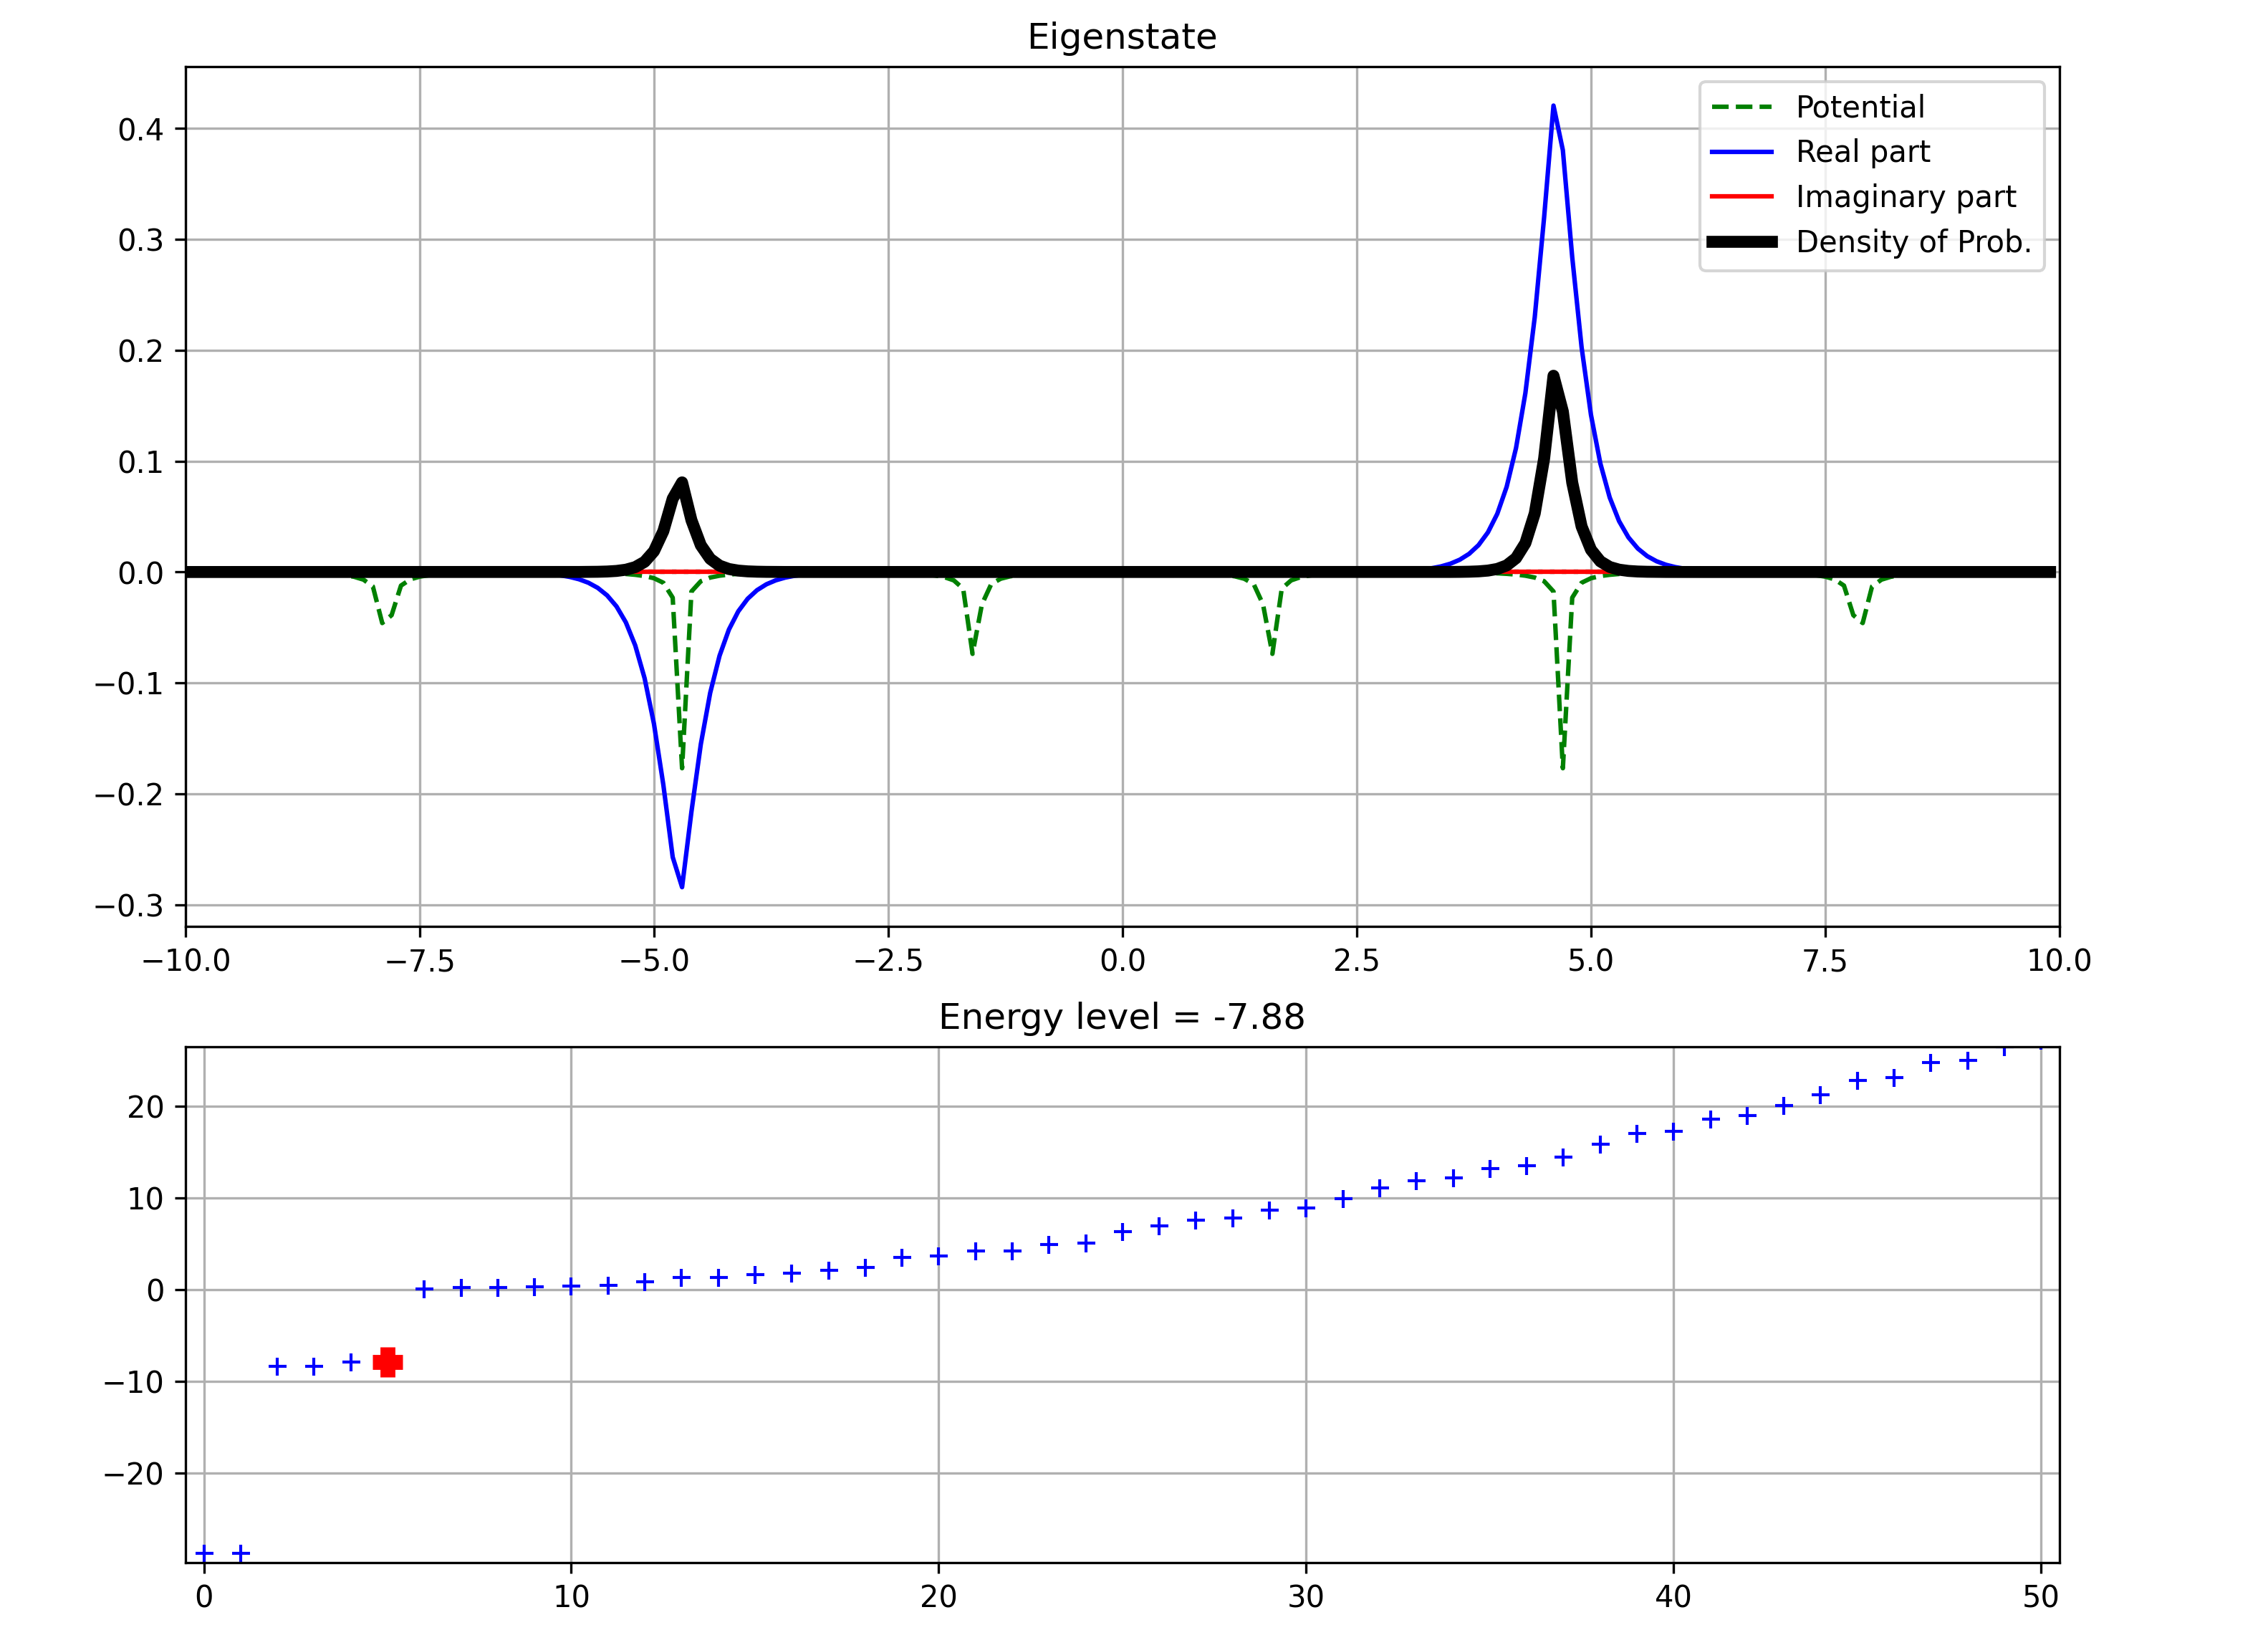 Eigenstate
0.4
0.3
0.2
0.1
0.0
−0.1
−0.2
−0.3
Potential
Real part
Imaginary part
Density of Prob.
−10.0 −7.5 −5.0 −2.5 0.0 2.5 5.0 7.5 10.0
Energy level = -7.88
20
10
0
−10
−20
0 10 20 30 40 50